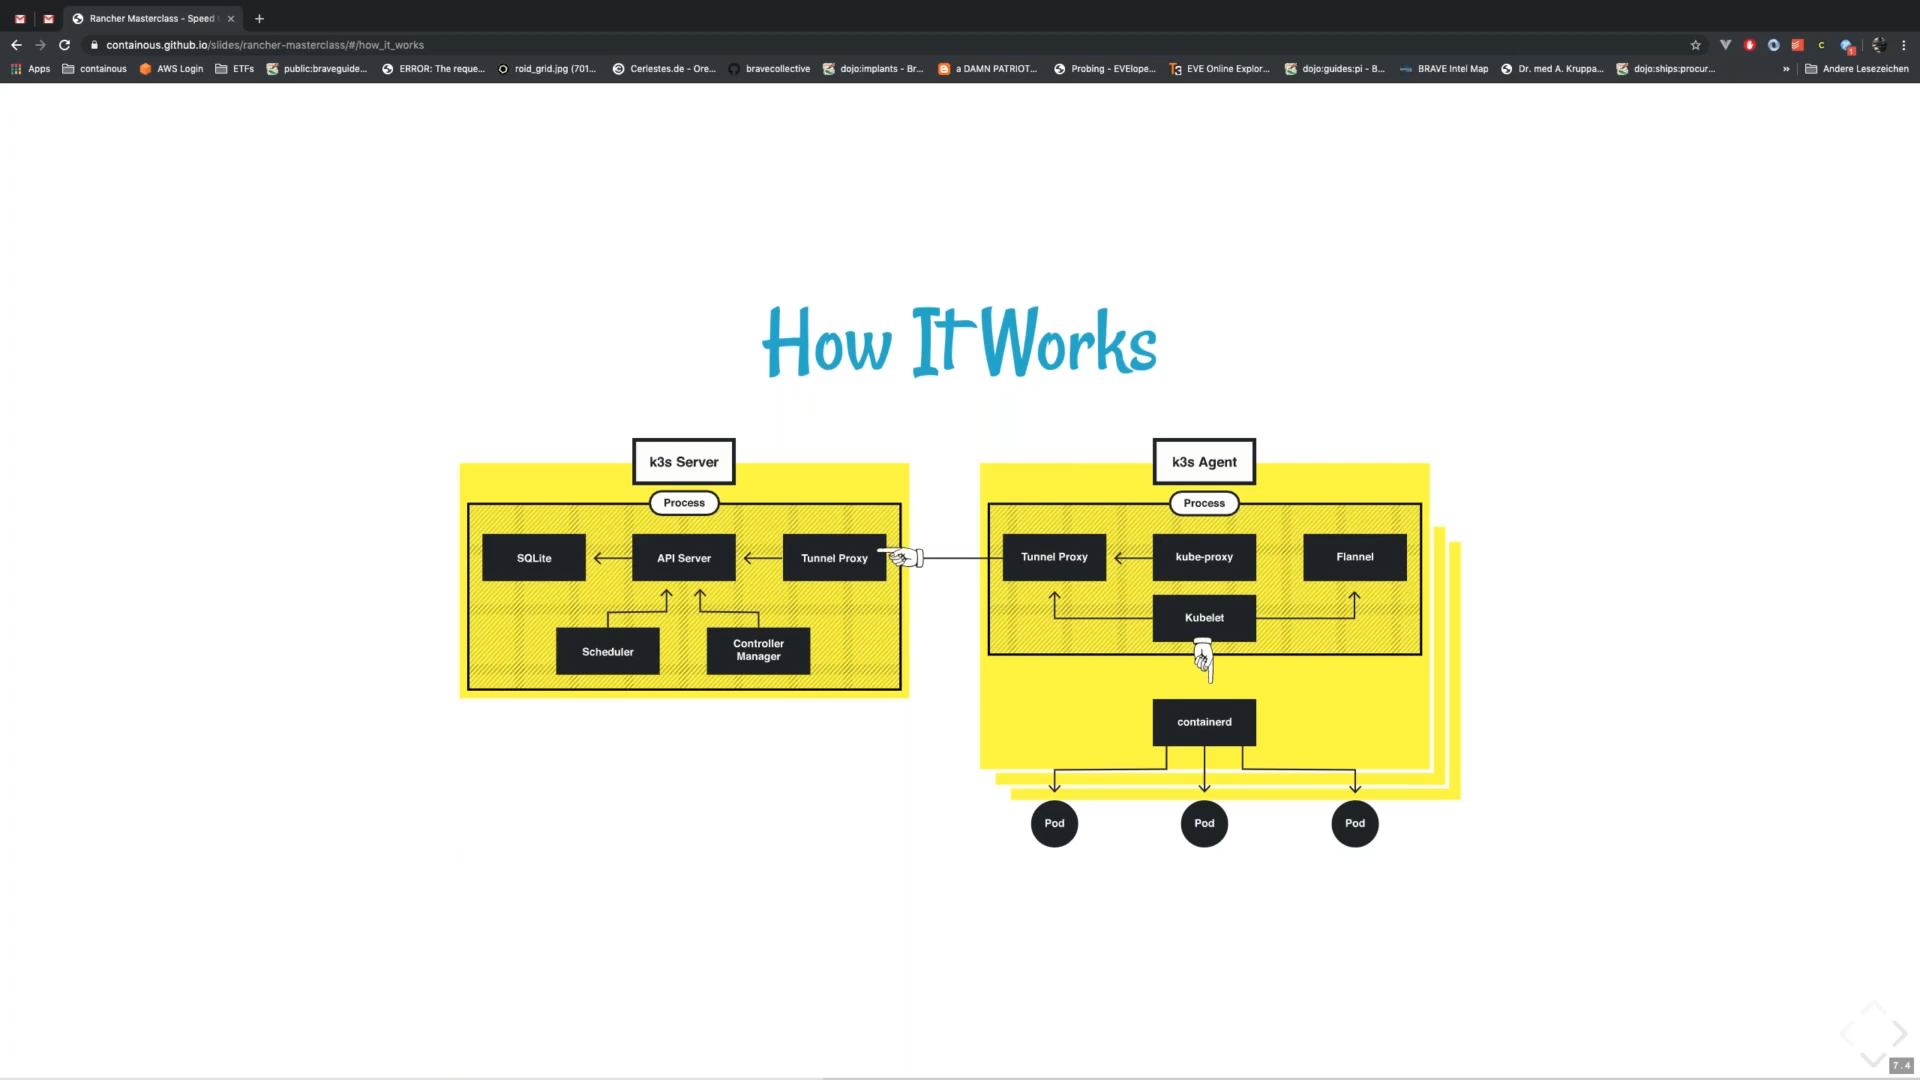 Rancher Masterclass - Speed
containous.github.io/slides/rancher-masterclass/#/how_it_works
Apps containous AWS Login ETFs public:braveguide... ERROR: The reque... roid_grid.jpg (701... Cerlestes.de - Ore... bravecollective dojo:implants - Br... a DAMN PATRIOT... Probing - EVElope... EVE Online Explor... dojo:guides:pi - B... BRAVE Intel Map Dr. med A. Kruppa... dojo:ships:procur... » Andere Lesezeichen
How It Works
k3s Server
k3s Agent
Process
Process
SQLite
API Server
Tunnel Proxy
Tunnel Proxy
kube-proxy
Flannel
Kubelet
Scheduler
Controller
Manager
containerd
Pod
Pod
Pod
7.4